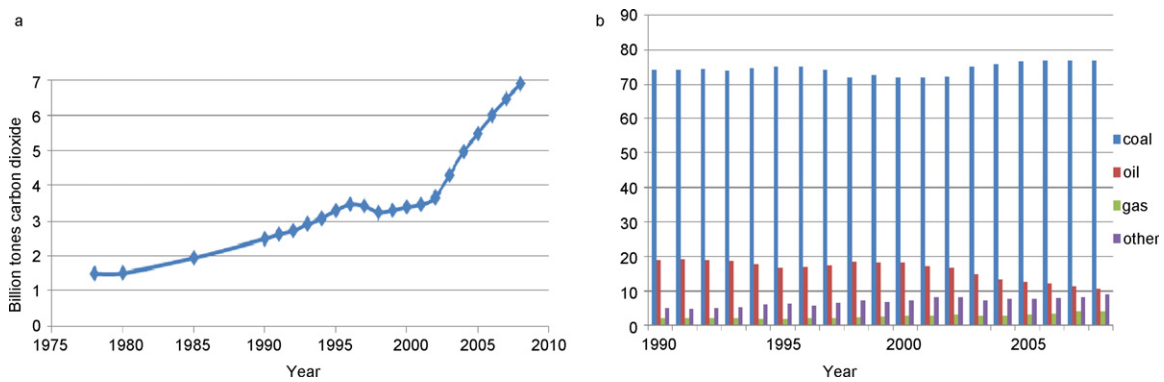 a
Billion tones carbon dioxide
7
6
5
4
3
2
1
0
1975 1980 1985 1990 1995 2000 2005 2010
Year
b
90
80
70
60
50
40
30
20
10
0
1990 1995 2000 2005
Year
coal
oil
gas
other